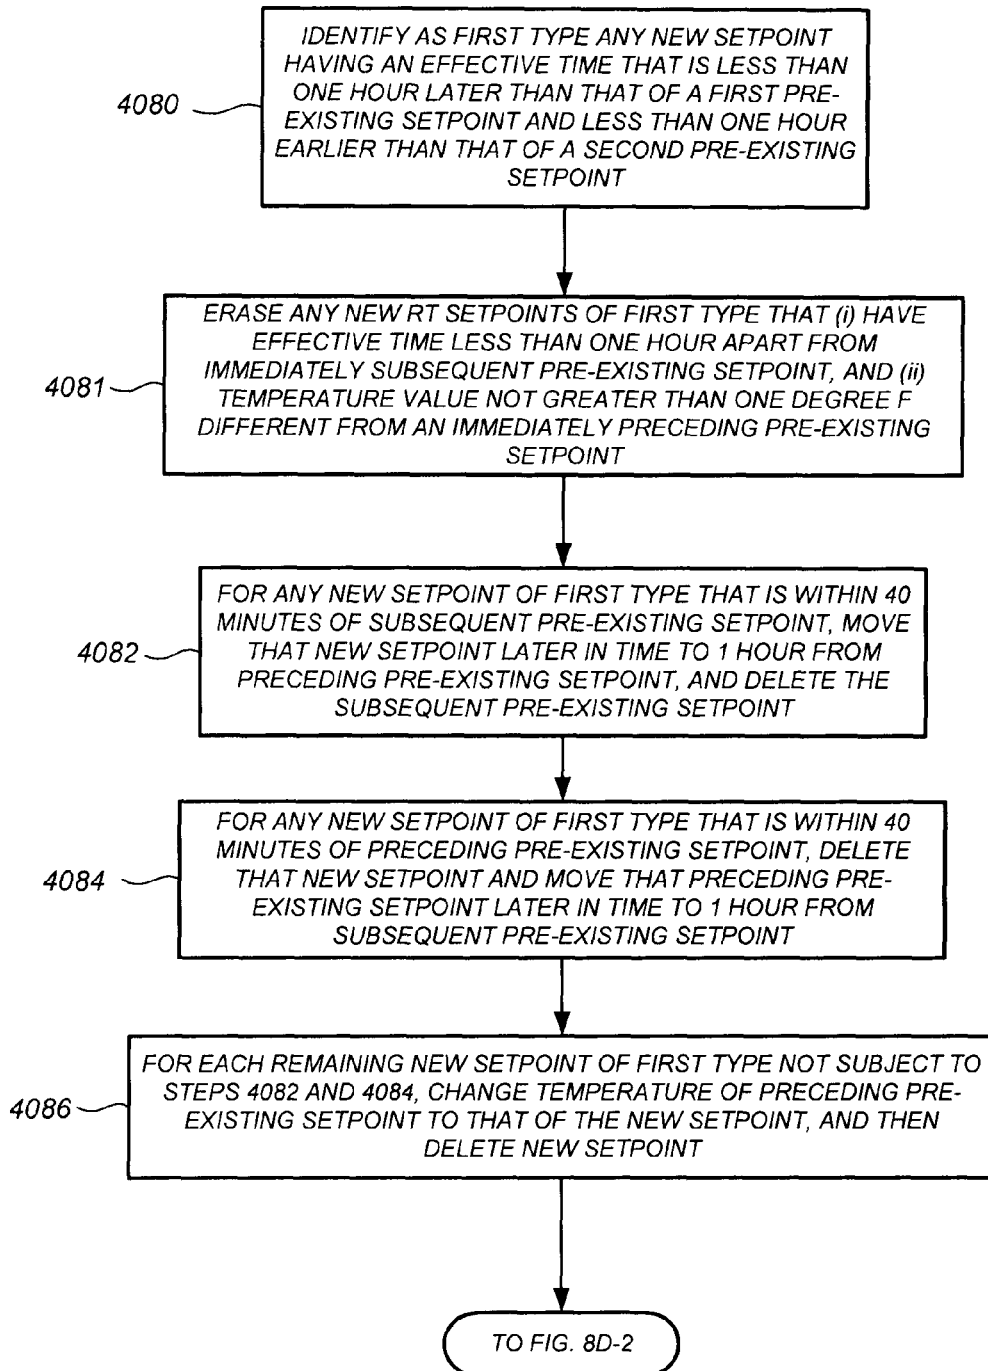 IDENTIFY AS FIRST TYPE ANY NEW SETPOINT
HAVING AN EFFECTIVE TIME THAT IS LESS THAN
ONE HOUR LATER THAN THAT OF A FIRST PRE-
EXISTING SETPOINT AND LESS THAN ONE HOUR
EARLIER THAN THAT OF A SECOND PRE-EXISTING
SETPOINT
4080
ERASE ANY NEW RT SETPOINTS OF FIRST TYPE THAT (i) HAVE
EFFECTIVE TIME LESS THAN ONE HOUR APART FROM
IMMEDIATELY SUBSEQUENT PRE-EXISTING SETPOINT, AND (ii)
TEMPERATURE VALUE NOT GREATER THAN ONE DEGREE F
DIFFERENT FROM AN IMMEDIATELY PRECEDING PRE-EXISTING
SETPOINT
4081
FOR ANY NEW SETPOINT OF FIRST TYPE THAT IS WITHIN 40
MINUTES OF SUBSEQUENT PRE-EXISTING SETPOINT, MOVE
THAT NEW SETPOINT LATER IN TIME TO 1 HOUR FROM
PRECEDING PRE-EXISTING SETPOINT, AND DELETE THE
SUBSEQUENT PRE-EXISTING SETPOINT
4082
FOR ANY NEW SETPOINT OF FIRST TYPE THAT IS WITHIN 40
MINUTES OF PRECEDING PRE-EXISTING SETPOINT, DELETE
THAT NEW SETPOINT AND MOVE THAT PRECEDING PRE-
EXISTING SETPOINT LATER IN TIME TO 1 HOUR FROM
SUBSEQUENT PRE-EXISTING SETPOINT
4084
FOR EACH REMAINING NEW SETPOINT OF FIRST TYPE NOT SUBJECT TO
STEPS 4082 AND 4084, CHANGE TEMPERATURE OF PRECEDING PRE-
EXISTING SETPOINT TO THAT OF THE NEW SETPOINT, AND THEN
DELETE NEW SETPOINT
4086
TO FIG. 8D-2